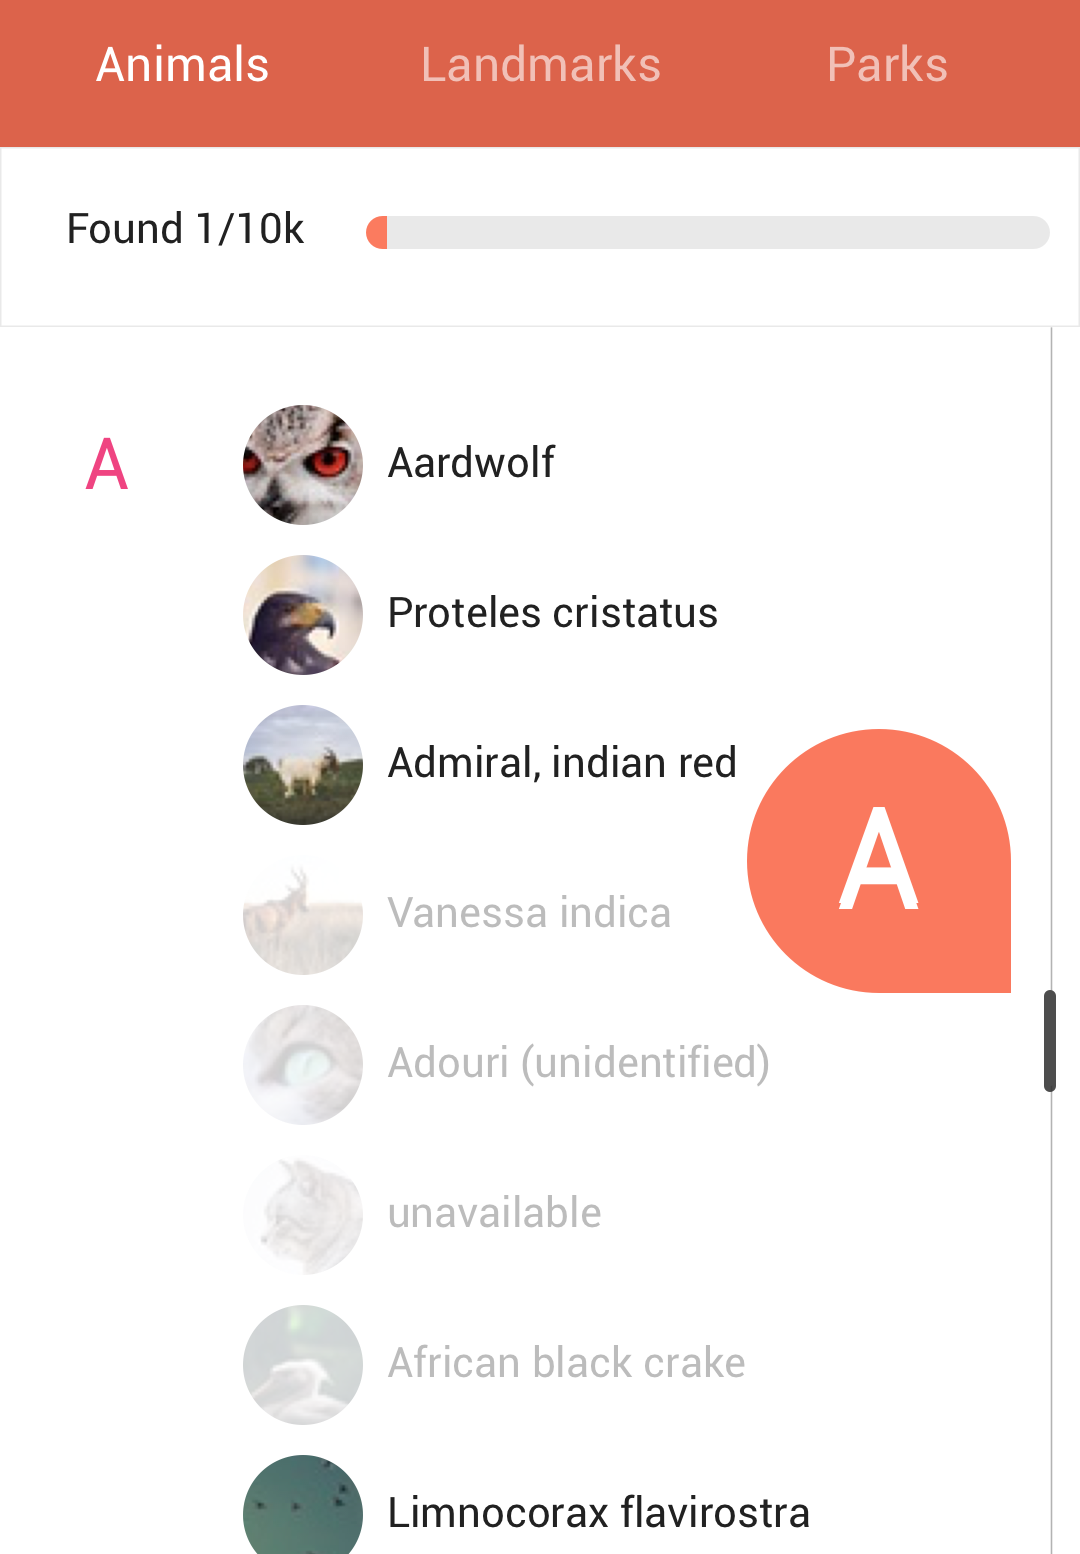 Animals Landmarks Parks
Found 1/10k
A Aardwolf
Proteles cristatus
Admiral, indian red
A
Vanessa indica
Adouri (unidentified)
unavailable
African black crake
Limnocorax flavirostra